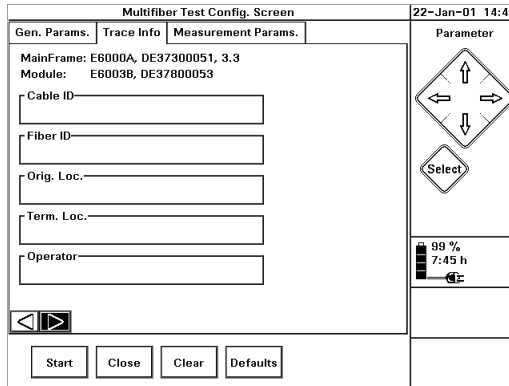 Multifiber Test Config. Screen
22-Jan-01 14:4
Gen. Params. Trace Info Measurement Params.
Parameter
MainFrame: E6000A, DE37300051, 3.3
Module: E6003B, DE37800053
Cable ID
Fiber ID
Orig. Loc.
Term. Loc.
Operator
Select
99 %
7:45 h
Start Close Clear Defaults